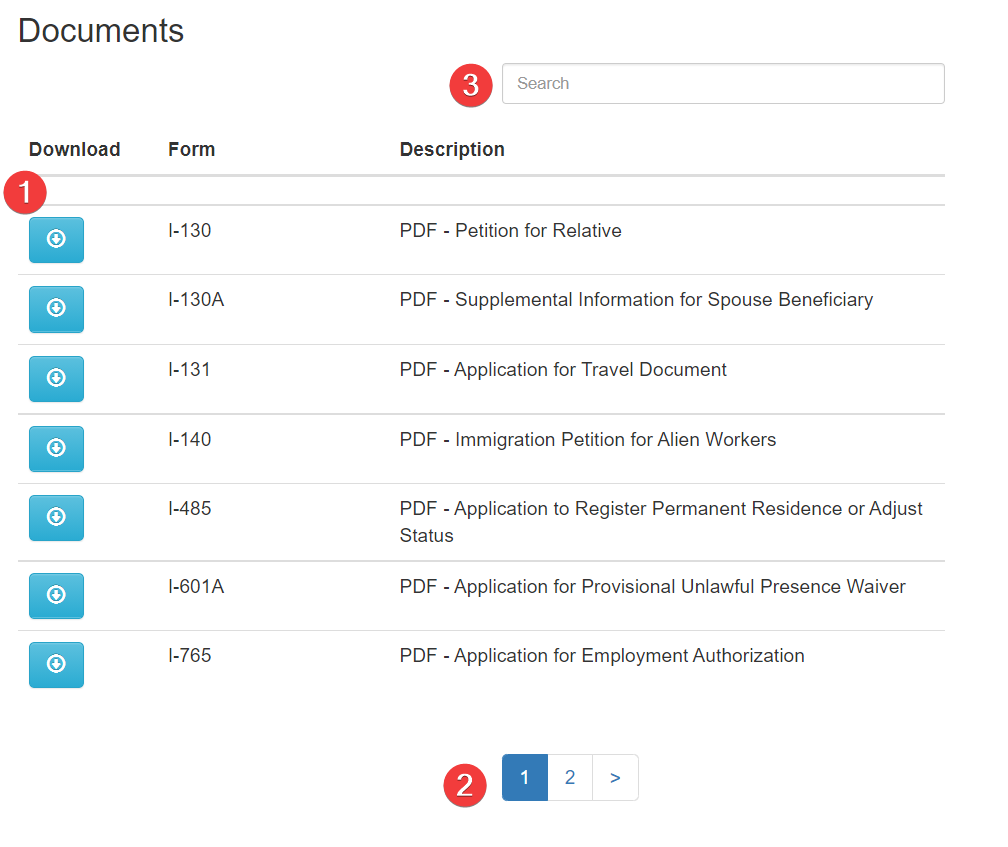 Documents
3 Search
Download Form Description
1
I-130 PDF - Petition for Relative
I-130A PDF - Supplemental Information for Spouse Beneficiary
I-131 PDF - Application for Travel Document
I-140 PDF - Immigration Petition for Alien Workers
I-485 PDF - Application to Register Permanent Residence or Adjust
Status
I-601A PDF - Application for Provisional Unlawful Presence Waiver
I-765 PDF - Application for Employment Authorization
2 1 2 >